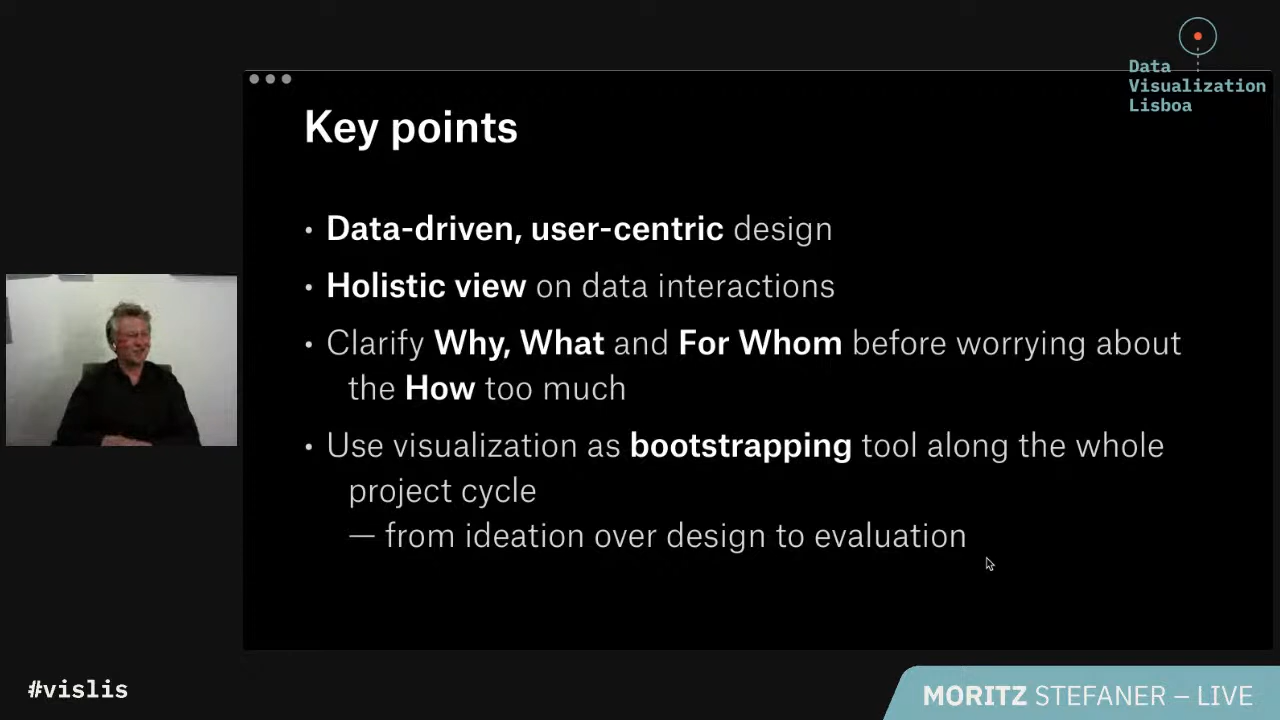 Data
Visualization
Lisboa
Key points
• Data-driven, user-centric design
• Holistic view on data interactions
• Clarify Why, What and For Whom before worrying about
the How too much
• Use visualization as bootstrapping tool along the whole
project cycle
— from ideation over design to evaluation
#vislis
MORITZ STEFANER – LIVE